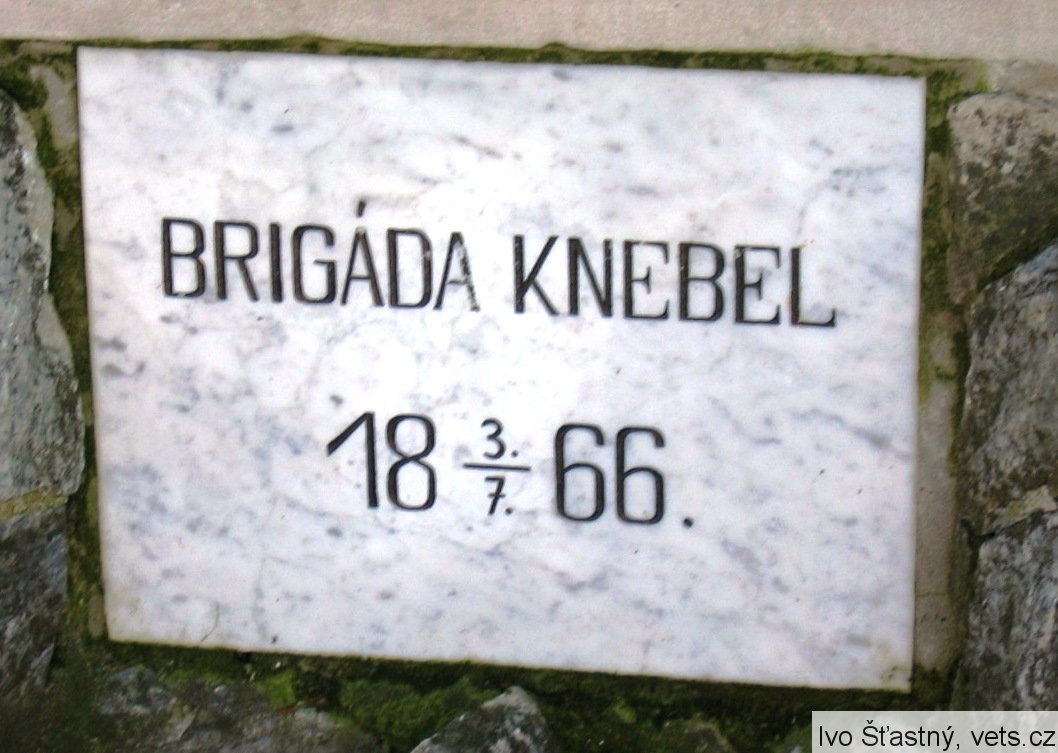 BRIGÁDA KNEBEL
18 3./7. 66.
Ivo Šťastný, vets.cz